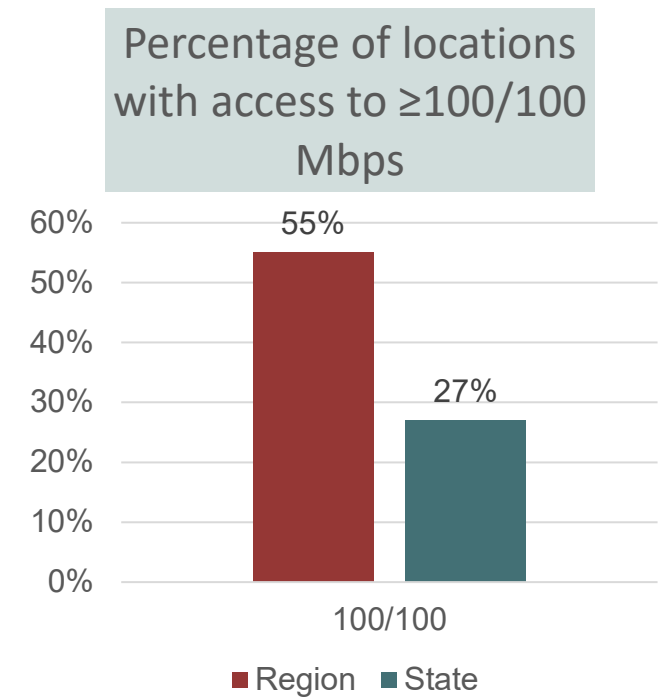 Percentage of locations
with access to ≥100/100
Mbps
60%
55%
50%
40%
30%
27%
20%
10%
0%
100/100
Region State